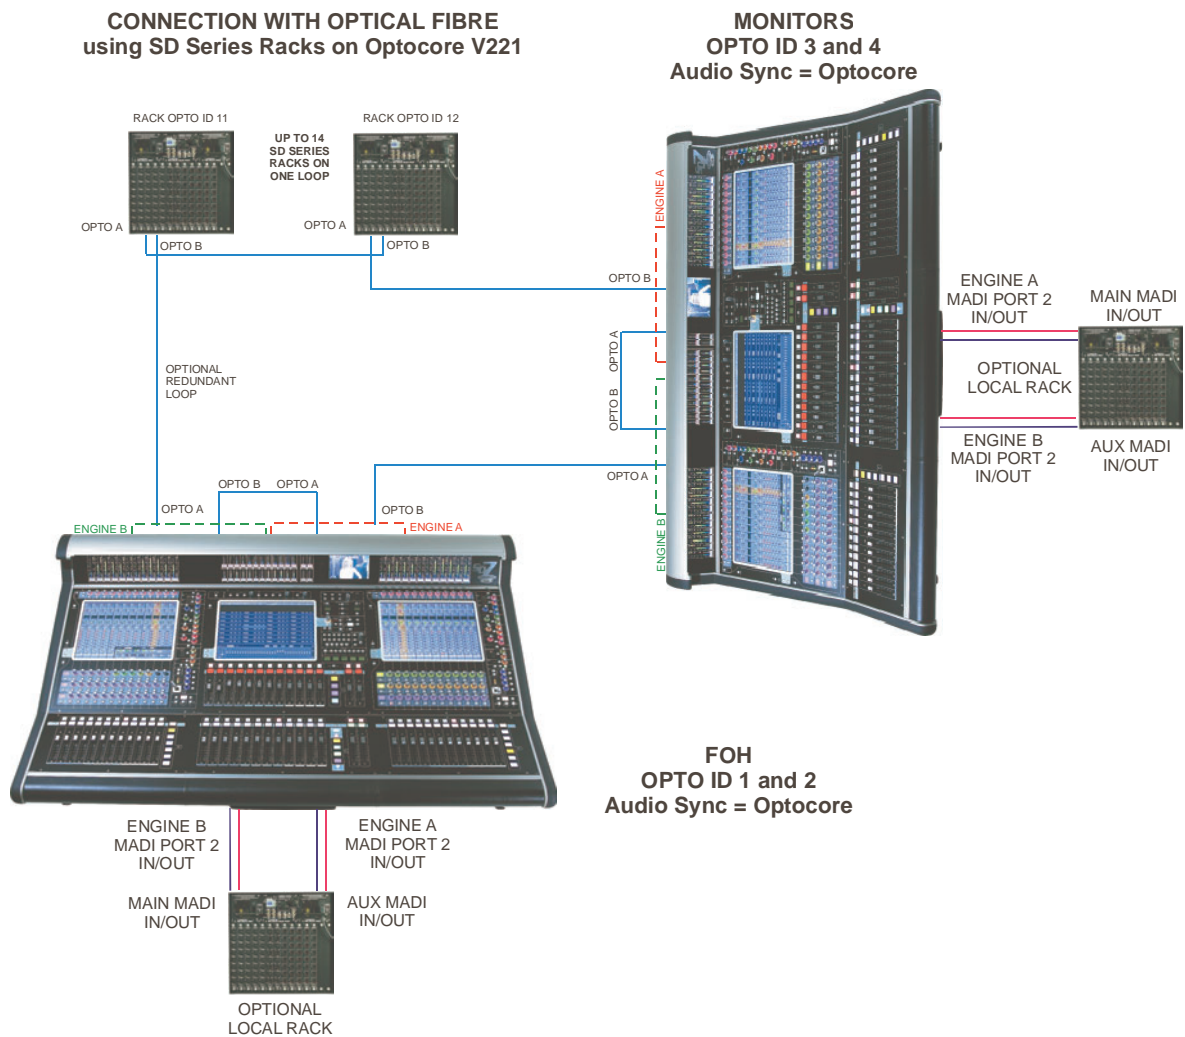 CONNECTION WITH OPTICAL FIBRE
using SD Series Racks on Optocore V221
MONITORS
OPTO ID 3 and 4
Audio Sync = Optocore
RACK OPTO ID 11
RACK OPTO ID 12
UP TO 14
SD SERIES
RACKS ON
ONE LOOP
OPTO A
OPTO B
OPTO A
OPTO B
ENGINE A
OPTO B
OPTO A
OPTO B
OPTO A
ENGINE B
ENGINE A
MADI PORT 2
IN/OUT
MAIN MADI
IN/OUT
OPTIONAL
LOCAL RACK
ENGINE B
MADI PORT 2
IN/OUT
AUX MADI
IN/OUT
OPTIONAL
REDUNDANT
LOOP
OPTO B
OPTO A
OPTO A
OPTO B
ENGINE B
ENGINE A
FOH
OPTO ID 1 and 2
Audio Sync = Optocore
ENGINE B
MADI PORT 2
IN/OUT
ENGINE A
MADI PORT 2
IN/OUT
MAIN MADI
IN/OUT
AUX MADI
IN/OUT
OPTIONAL
LOCAL RACK